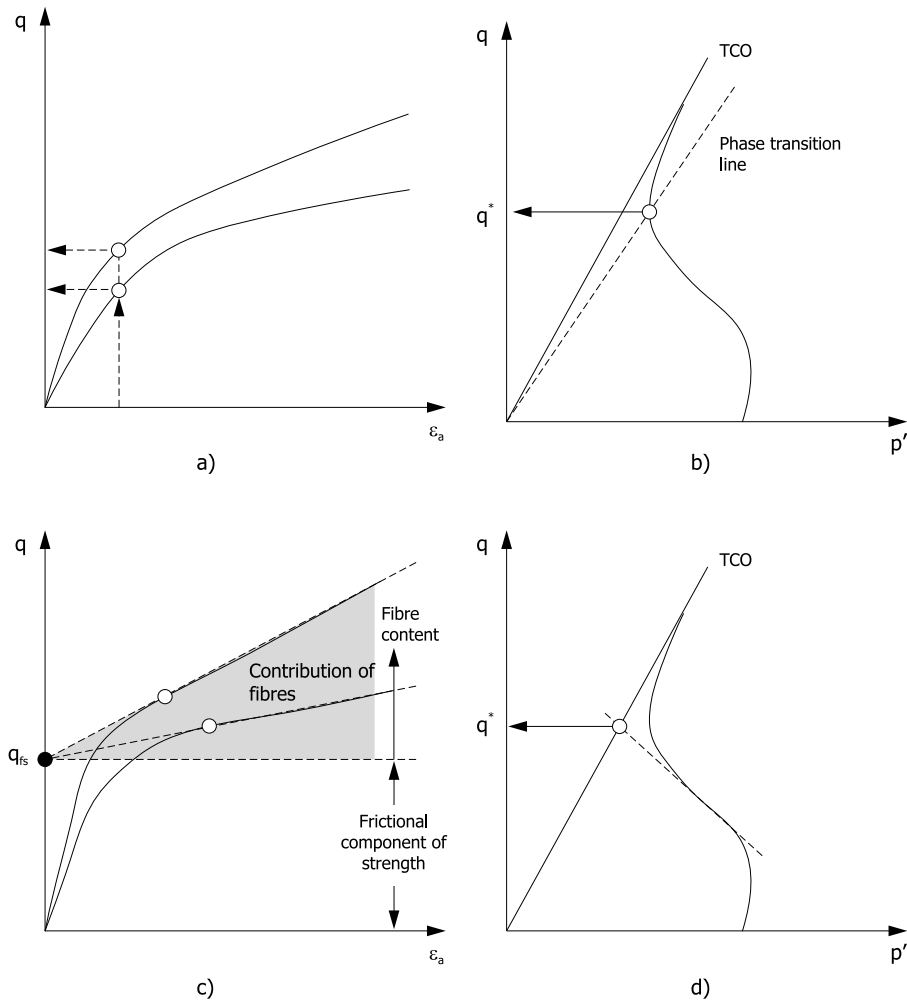 q
εa
a)
q
TCO
Phase transition
line
q*
p'
b)
q
Fibre
content
Contribution of
fibres
qfs
Frictional
component of
strength
εa
c)
q
TCO
q*
p'
d)